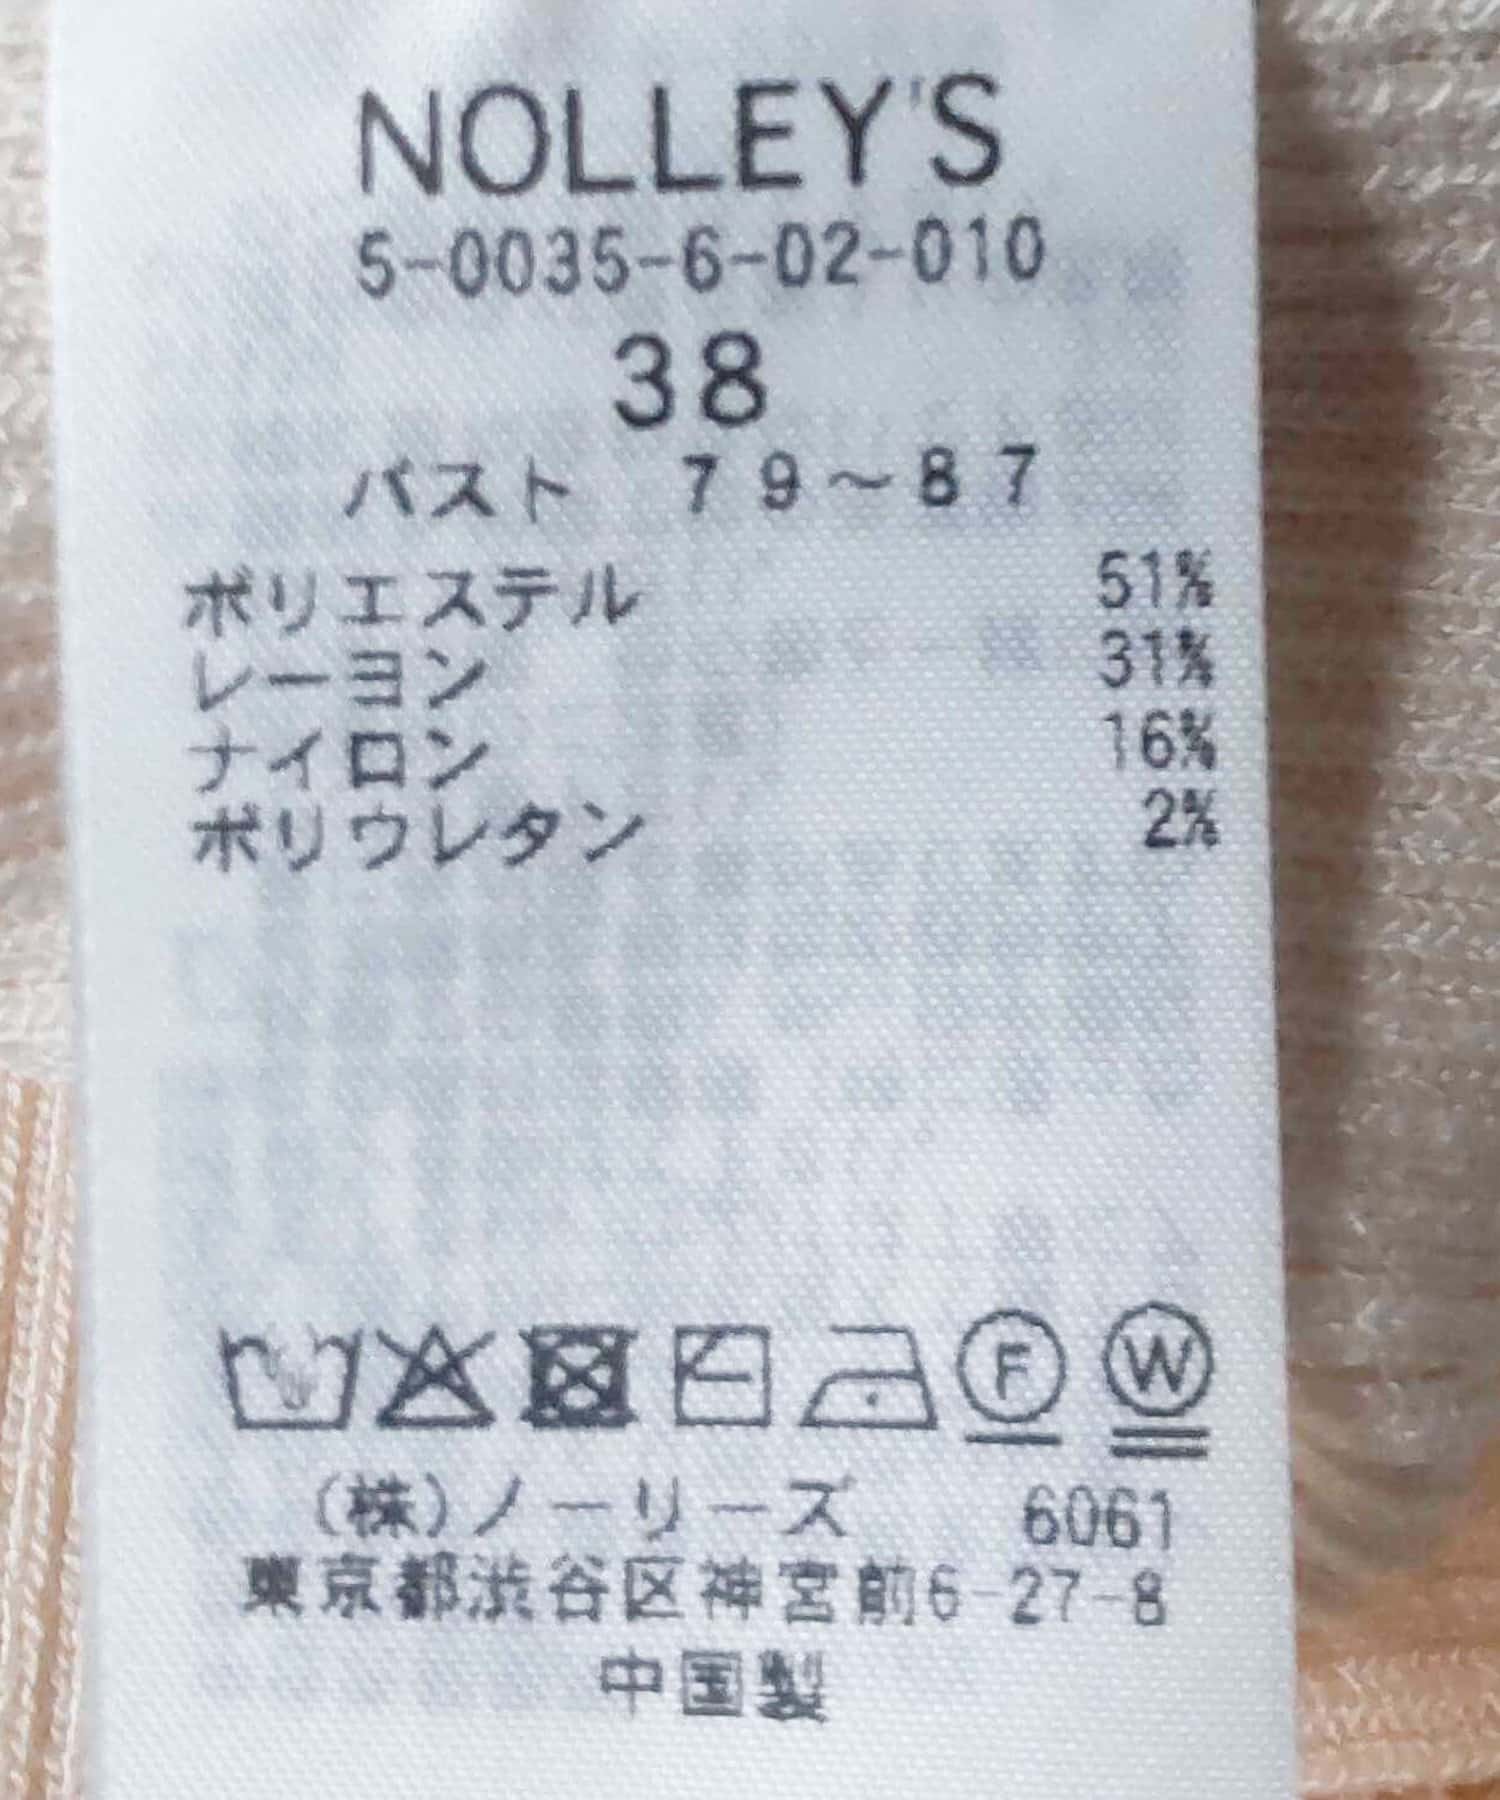 NOLLEY'S
5-0035-6-02-010
38
バスト 79〜87
ポリエステル 51%
レーヨン 31%
ナイロン 16%
ポリウレタン 2%
F W
(株)ノーリーズ 6061
東京都渋谷区神宮前6-27-8
中国製